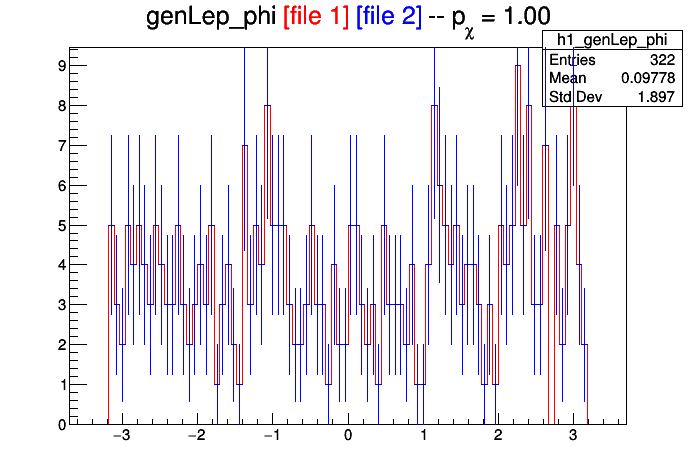 genLep_phi [file 1] [file 2] -- pχ = 1.00
h1_genLep_phi
Entries 322
Mean 0.09778
Std Dev 1.897
9
8
7
6
5
4
3
2
1
0
−3 −2 −1 0 1 2 3